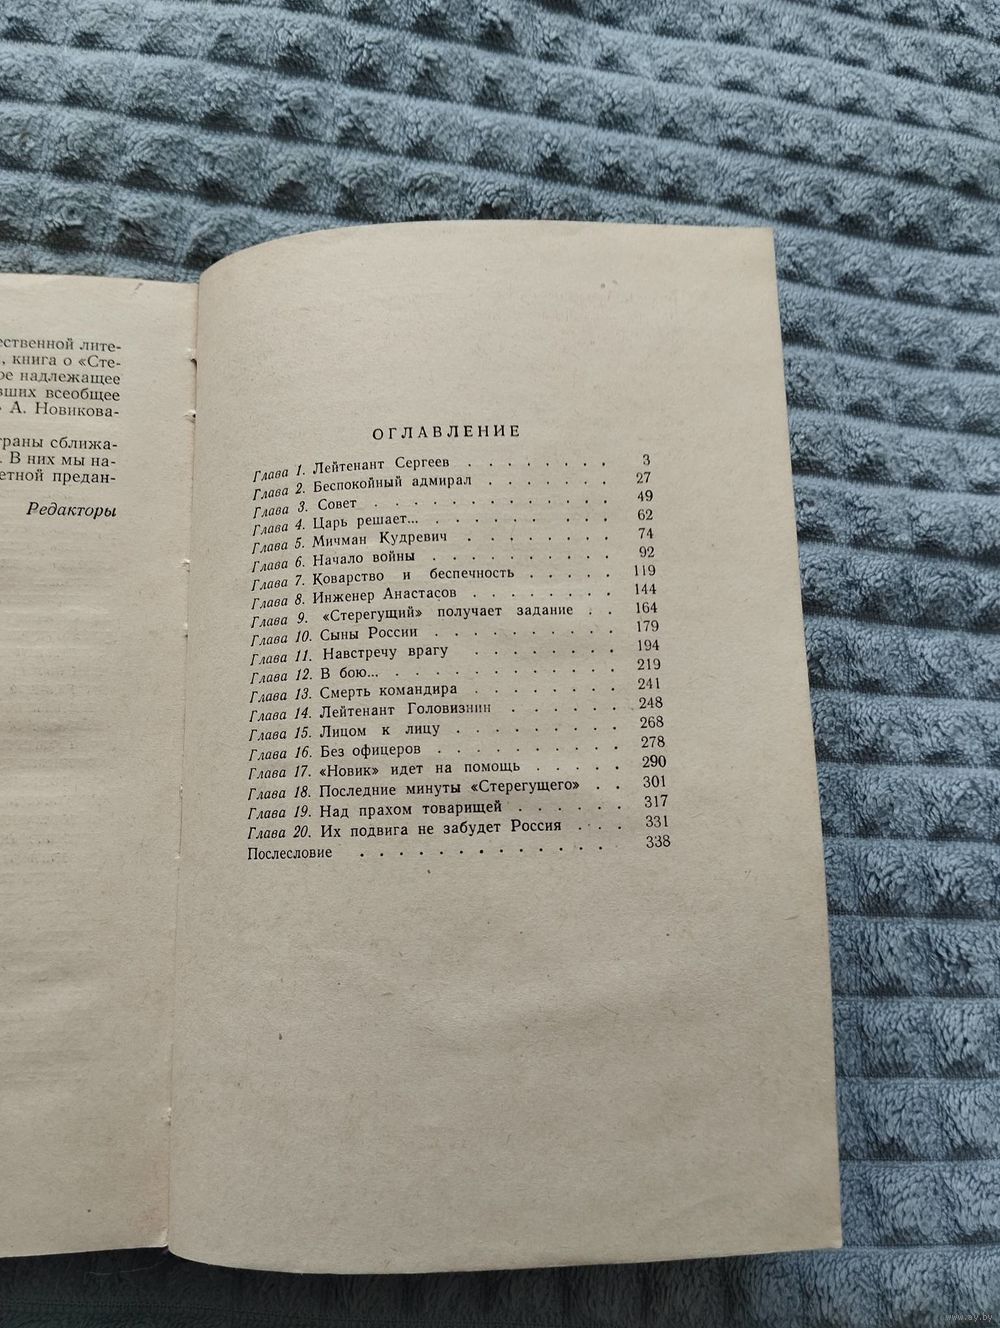 ественной лите-
, книга о «Сте-
ре надлежащее
вших всеобщее
» А. Новикова-
траны сближа-
. В них мы на-
етной предан-
Редакторы
ОГЛАВЛЕНИЕ
Глава 1. Лейтенант Сергеев . . . . . . . . 3
Глава 2. Беспокойный адмирал . . . . . . . 27
Глава 3. Совет . . . . . . . . . . . . 49
Глава 4. Царь решает... . . . . . . . . . 62
Глава 5. Мичман Кудревич . . . . . . . . 74
Глава 6. Начало войны . . . . . . . . . . 92
Глава 7. Коварство и беспечность . . . . . 119
Глава 8. Инженер Анастасов . . . . . . . . 144
Глава 9. «Стерегущий» получает задание . . 164
Глава 10. Сыны России . . . . . . . . . . 179
Глава 11. Навстречу врагу . . . . . . . . 194
Глава 12. В бою... . . . . . . . . . . . 219
Глава 13. Смерть командира . . . . . . . . 241
Глава 14. Лейтенант Головизнин . . . . . . 248
Глава 15. Лицом к лицу . . . . . . . . . 268
Глава 16. Без офицеров . . . . . . . . . . 278
Глава 17. «Новик» идет на помощь . . . . . 290
Глава 18. Последние минуты «Стерегущего» . . 301
Глава 19. Над прахом товарищей . . . . . . 317
Глава 20. Их подвига не забудет Россия . . . 331
Послесловие . . . . . . . . . . . . . 338
www.ay.by